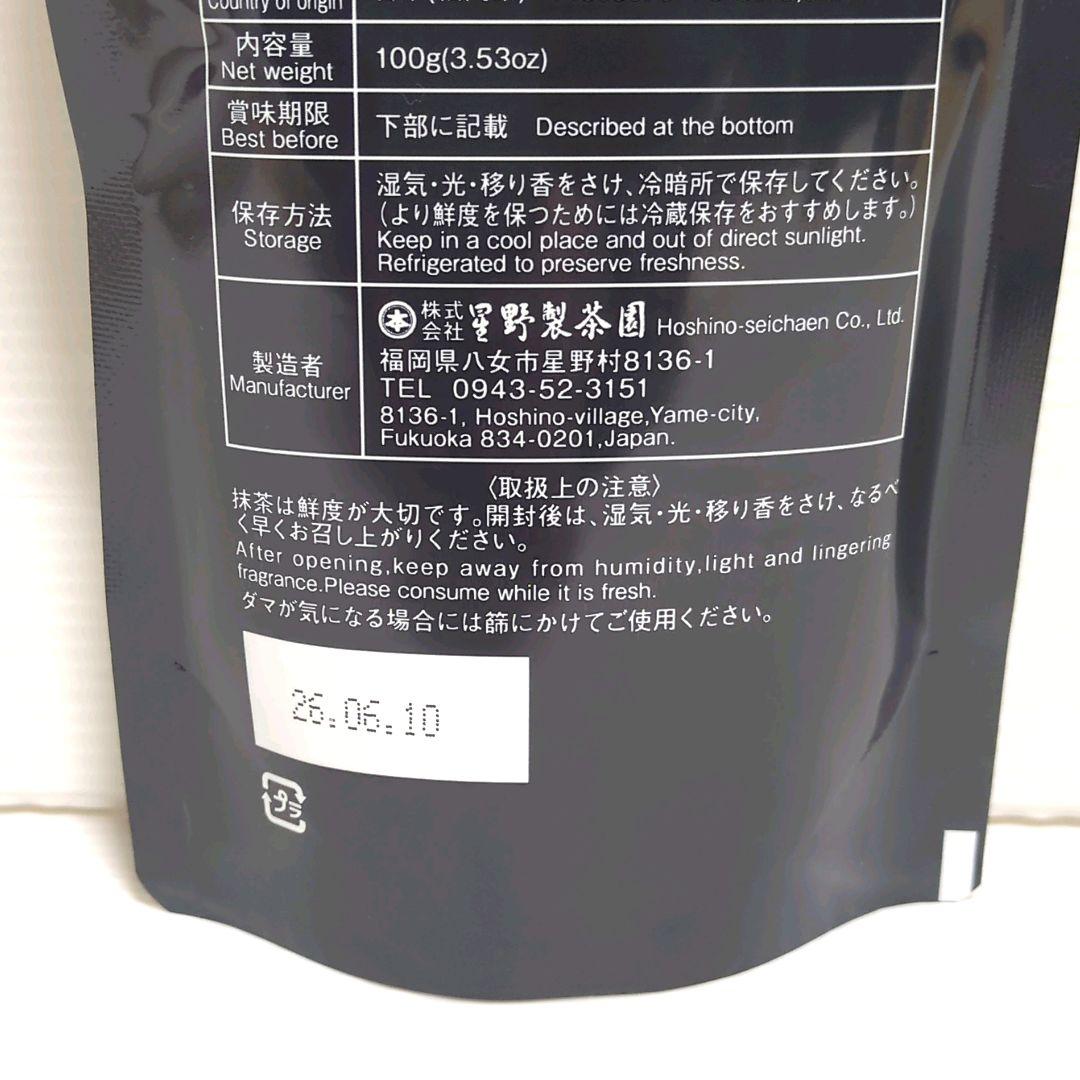 Country of origin
内容量
Net weight
100g(3.53oz)
賞味期限
Best before
下部に記載 Described at the bottom
保存方法
Storage
湿気・光・移り香をさけ、冷暗所で保存してください。
(より鮮度を保つためには冷蔵保存をおすすめします。)
Keep in a cool place and out of direct sunlight.
Refrigerated to preserve freshness.
製造者
Manufacturer
本 株式会社 星野製茶園 Hoshino-seichaen Co., Ltd.
福岡県八女市星野村8136-1
TEL 0943-52-3151
8136-1, Hoshino-village,Yame-city,
Fukuoka 834-0201,Japan.
〈取扱上の注意〉
抹茶は鮮度が大切です。開封後は、湿気・光・移り香をさけ、なるべ
く早くお召し上がりください。
After opening,keep away from humidity,light and lingering
fragrance.Please consume while it is fresh.
ダマが気になる場合には篩にかけてご使用ください。
26.06.10
プラ